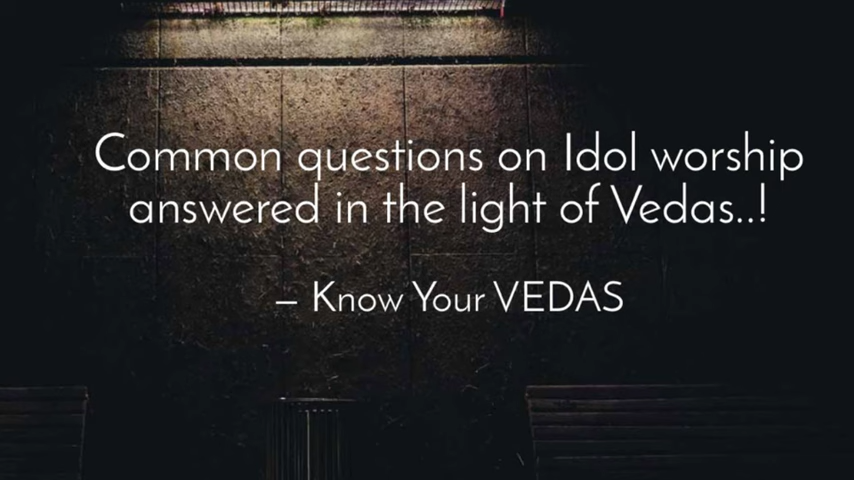 Common questions on Idol worship
answered in the light of Vedas..!
– Know Your VEDAS